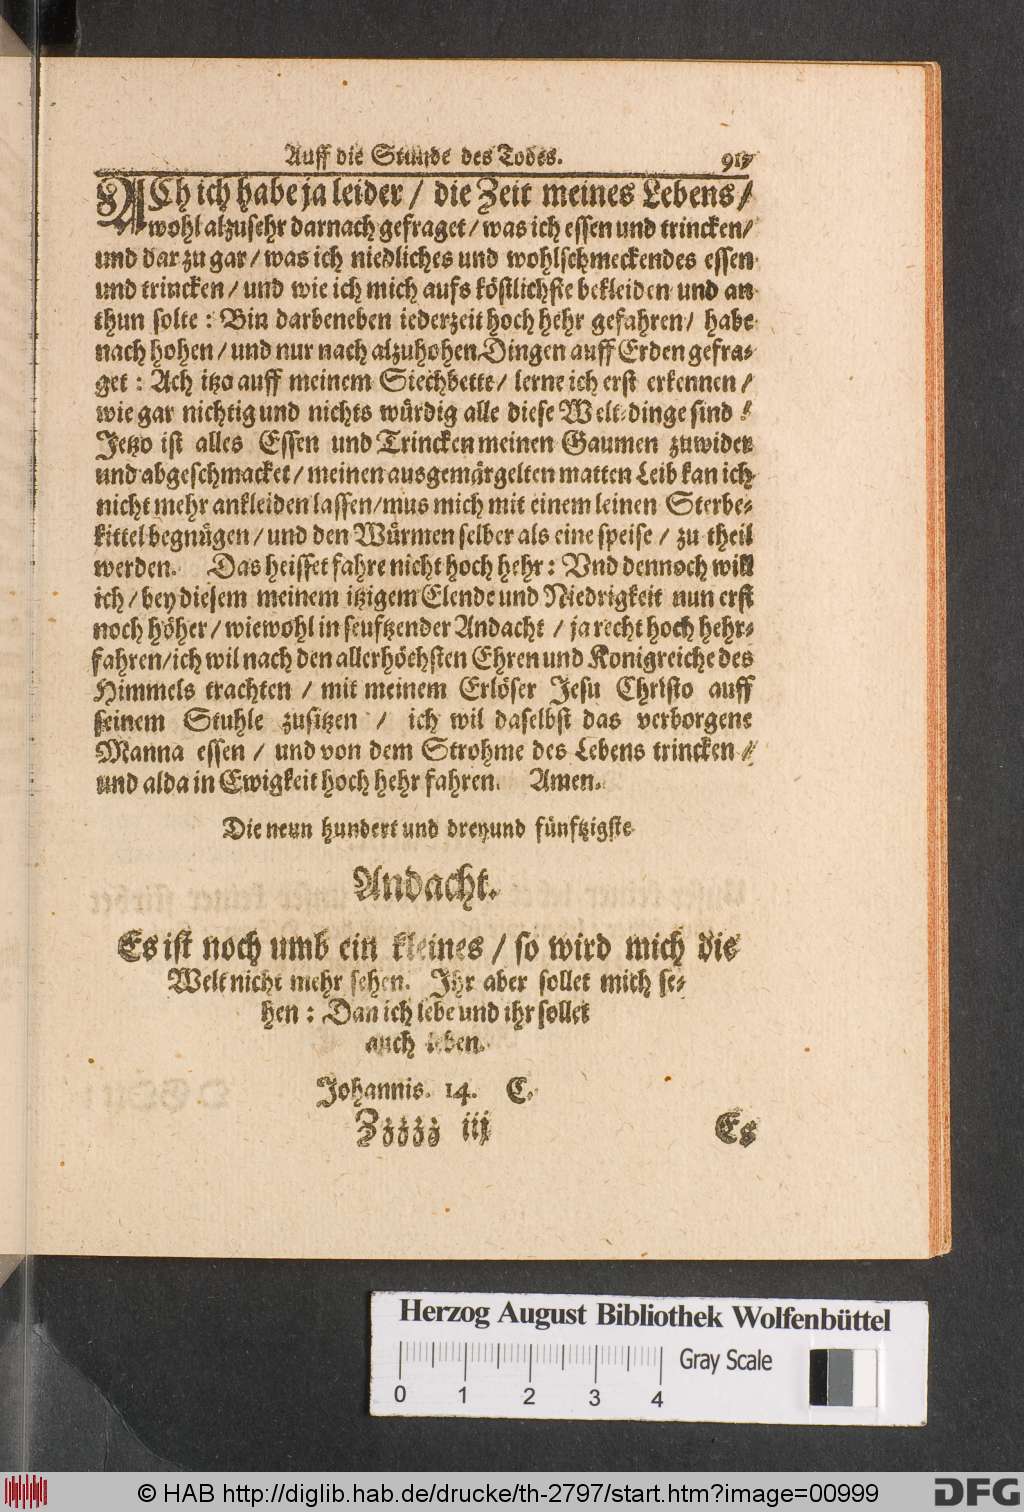 Auff die Stunde des Todes. 917
ACh ich habe ja leider / die Zeit meines Lebens /
wohl alzusehr darnach gefraget / was ich essen und trincken /
und darzu gar / was ich niedliches und wohlschmeckendes essen
und trincken / und wie ich mich aufs köstlichste bekleiden und an
thun solte : Bin darbeneben iederzeit hoch hehr gefahren / habe
nach hohen / und nur nach alzuhohen Dingen auff Erden gefra-
get : Ach itzo auff meinem Siechbette / lerne ich erst erkennen /
wie gar nichtig und nichts würdig alle diese Welt-dinge sind !
Jetzo ist alles Essen und Trincken meinen Gaumen zuwider
und abgeschmacket / meinen ausgemärgelten matten Leib kan ich
nicht mehr ankleiden lassen / mus mich mit einem leinen Sterbe-
kittel begnügen / und den Würmen selber als eine speise / zu theil
werden. Das heisset fahre nicht hoch hehr : Vnd dennoch will
ich / bey diesem meinem itzigem Elende und Niedrigkeit nun erst
noch höher / wiewohl in seuftzender Andacht / ja recht hoch hehr-
fahren / ich wil nach den allerhöchsten Ehren und Konigreiche des
Himmels trachten / mit meinem Erlöser Jesu Christo auff
seinem Stuhle zusitzen / ich wil daselbst das verborgene
Manna essen / und von dem Strohme des Lebens trincken /
und alda in Ewigkeit hoch hehr fahren. Amen.
Die neun hundert und dreyund fünftzigste
Andacht.
Es ist noch umb ein kleines / so wird mich die
Welt nicht mehr sehen. Ihr aber sollet mich se-
hen : Dan ich lebe und ihr sollet
auch leben.
Johannis. 14. C.
Zzzzz iij Es
Herzog August Bibliothek Wolfenbüttel
Gray Scale
0 1 2 3 4
© HAB http://diglib.hab.de/drucke/th-2797/start.htm?image=00999 DFG